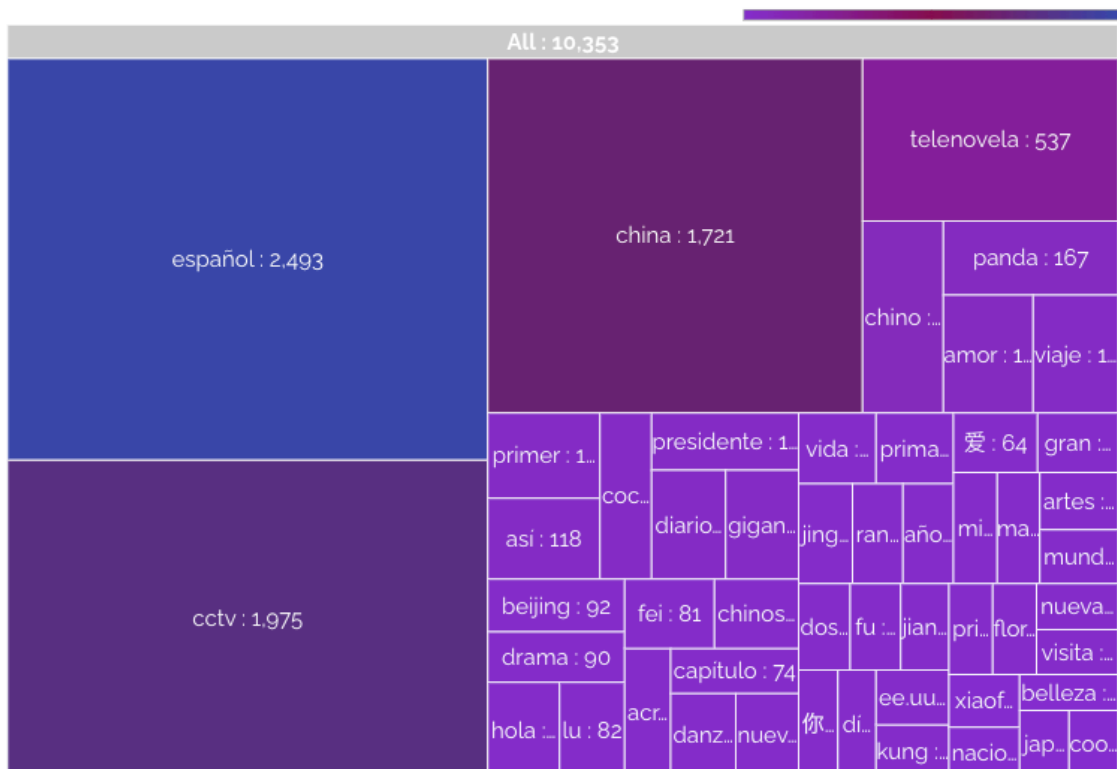 All : 10,353
español : 2,493
china : 1,721
telenovela : 537
cctv : 1,975
chino :...
panda : 167
amor : 1...
viaje : 1...
primer : 1...
así : 118
coc...
presidente : 1...
diario...
gigan...
vida :...
prima...
爱 : 64
gran :...
jing...
ran...
año...
mi...
ma...
artes :...
mund...
beijing : 92
drama : 90
hola :...
lu : 82
fei : 81
chinos...
acr...
capítulo : 74
danz...
nuev...
dos...
fu :...
jian...
pri...
flor...
nueva...
visita :...
你...
dí...
ee.uu...
kung :...
xiaof...
nacio...
belleza :...
jap...
coo...